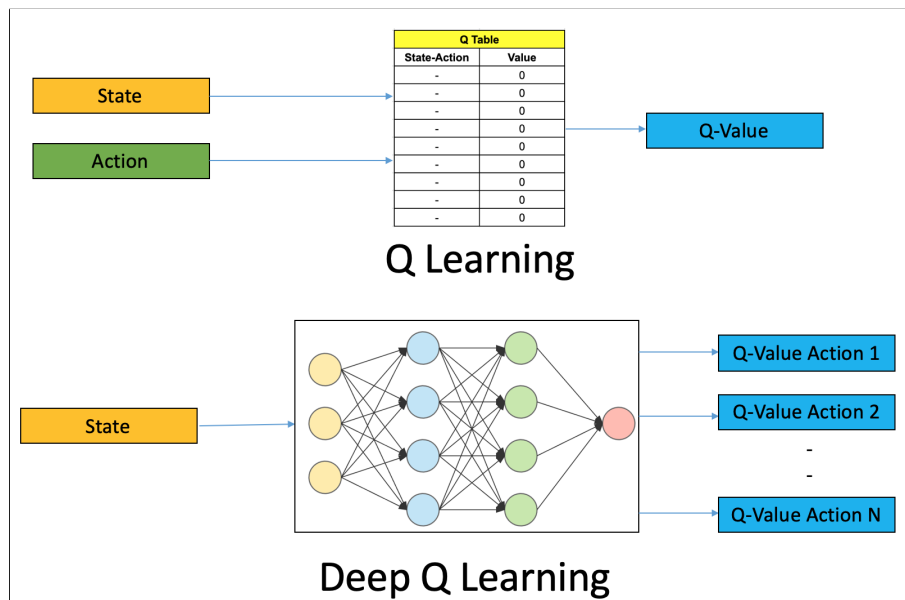 Q Table
State-Action Value
- 0
- 0
- 0
- 0
- 0
- 0
- 0
- 0
- 0
State
Action
Q-Value
Q Learning
State
Q-Value Action 1
Q-Value Action 2
-
-
Q-Value Action N
Deep Q Learning